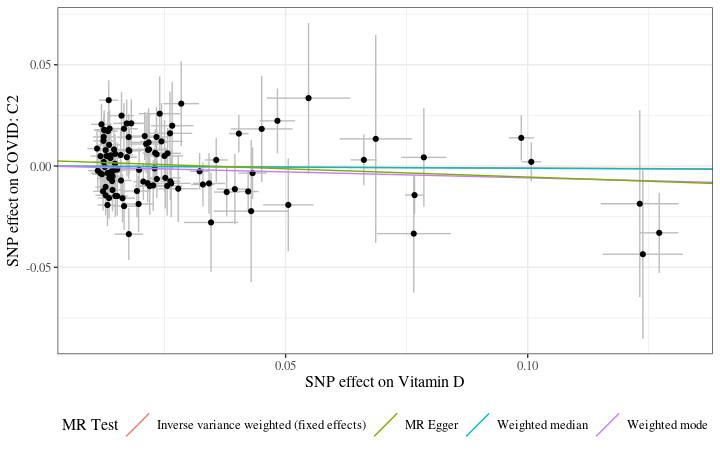 SNP effect on COVID: C2
0.05
0.00
-0.05
0.05
0.10
SNP effect on Vitamin D
MR Test
Inverse variance weighted (fixed effects)
MR Egger
Weighted median
Weighted mode